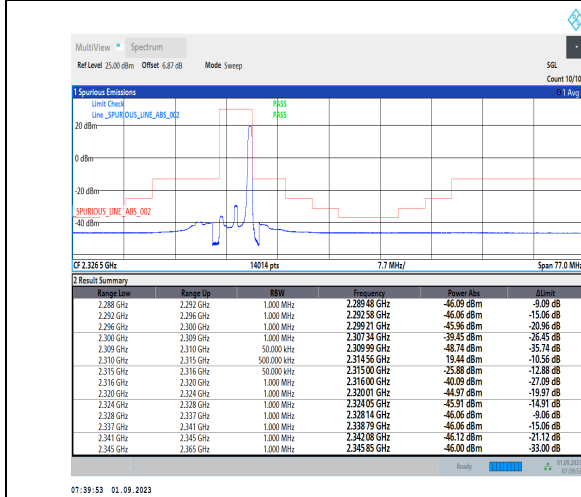 MultiView Spectrum
Ref Level 25.00 dBm Offset 6.87 dB Mode Sweep SGL
Count 10/10
1 Spurious Emissions 1 Avg
Limit Check PASS
Line _SPURIOUS_LINE_ABS_002 PASS
20 dBm
0 dBm
-20 dBm
SPURIOUS_LINE_ABS_002
-40 dBm
CF 2.326 5 GHz 14014 pts 7.7 MHz/ Span 77.0 MHz
2 Result Summary
Range Low Range Up RBW Frequency Power Abs ΔLimit
2.288 GHz 2.292 GHz 1.000 MHz 2.289 48 GHz -46.09 dBm -9.09 dB
2.292 GHz 2.296 GHz 1.000 MHz 2.292 58 GHz -46.06 dBm -15.06 dB
2.296 GHz 2.300 GHz 1.000 MHz 2.299 21 GHz -45.96 dBm -20.96 dB
2.300 GHz 2.309 GHz 1.000 MHz 2.307 34 GHz -39.45 dBm -26.45 dB
2.309 GHz 2.310 GHz 50.000 kHz 2.309 99 GHz -48.74 dBm -35.74 dB
2.310 GHz 2.315 GHz 500.000 kHz 2.314 56 GHz 19.44 dBm -10.56 dB
2.315 GHz 2.316 GHz 50.000 kHz 2.315 00 GHz -25.88 dBm -12.88 dB
2.316 GHz 2.320 GHz 1.000 MHz 2.316 00 GHz -40.09 dBm -27.09 dB
2.320 GHz 2.324 GHz 1.000 MHz 2.320 01 GHz -44.97 dBm -19.97 dB
2.324 GHz 2.328 GHz 1.000 MHz 2.324 05 GHz -45.91 dBm -14.91 dB
2.328 GHz 2.337 GHz 1.000 MHz 2.328 14 GHz -46.06 dBm -9.06 dB
2.337 GHz 2.341 GHz 1.000 MHz 2.338 79 GHz -46.06 dBm -15.06 dB
2.341 GHz 2.345 GHz 1.000 MHz 2.342 08 GHz -46.12 dBm -21.12 dB
2.345 GHz 2.365 GHz 1.000 MHz 2.345 85 GHz -46.00 dBm -33.00 dB
Ready 01.09.2023
07:39:53
07:39:53 01.09.2023